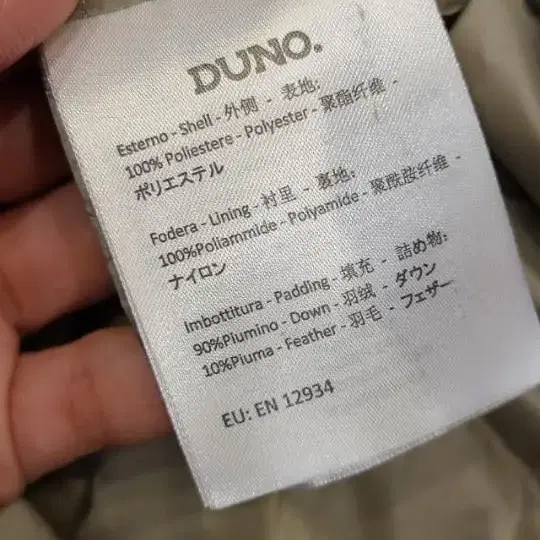 DUNO.
Esterno - Shell - 外侧 - 表地:
100% Poliestere - Polyester - 聚酯纤维 -
ポリエステル
Fodera - Lining - 衬里 - 裏地:
100%Poliammide - Polyamide - 聚酰胺纤维 -
ナイロン
Imbottitura - Padding - 填充 - 詰め物:
90%Piumino - Down - 羽绒 - ダウン
10%Piuma - Feather - 羽毛 - フェザー
EU: EN 12934